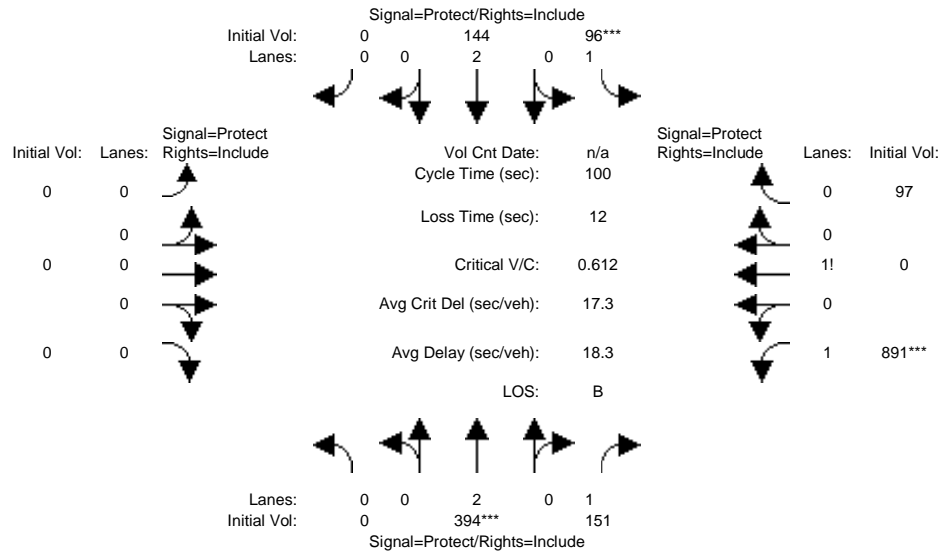 Signal=Protect/Rights=Include
Initial Vol: 0 144 96***
Lanes: 0 0 2 0 1
Signal=Protect
Initial Vol: Lanes: Rights=Include
Vol Cnt Date: n/a
Signal=Protect
Rights=Include Lanes: Initial Vol:
Cycle Time (sec): 100
0 0
0 97
Loss Time (sec): 12
0
0
0 0
Critical V/C: 0.612
1! 0
0
Avg Crit Del (sec/veh): 17.3
0
0 0
Avg Delay (sec/veh): 18.3
1 891***
LOS: B
Lanes: 0 0 2 0 1
Initial Vol: 0 394*** 151
Signal=Protect/Rights=Include